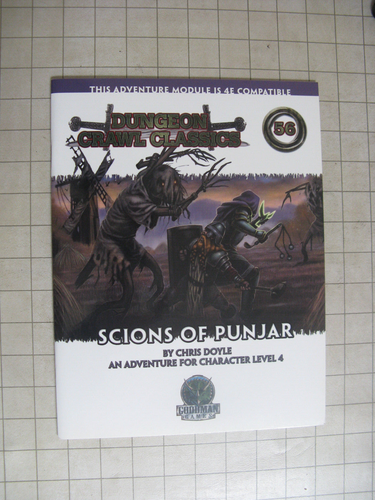 THIS ADVENTURE MODULE IS 4E COMPATIBLE
DUNGEON
CRAWL CLASSICS
56
SCIONS OF PUNJAR
BY CHRIS DOYLE
AN ADVENTURE FOR CHARACTER LEVEL 4
GOODMAN
GAMES